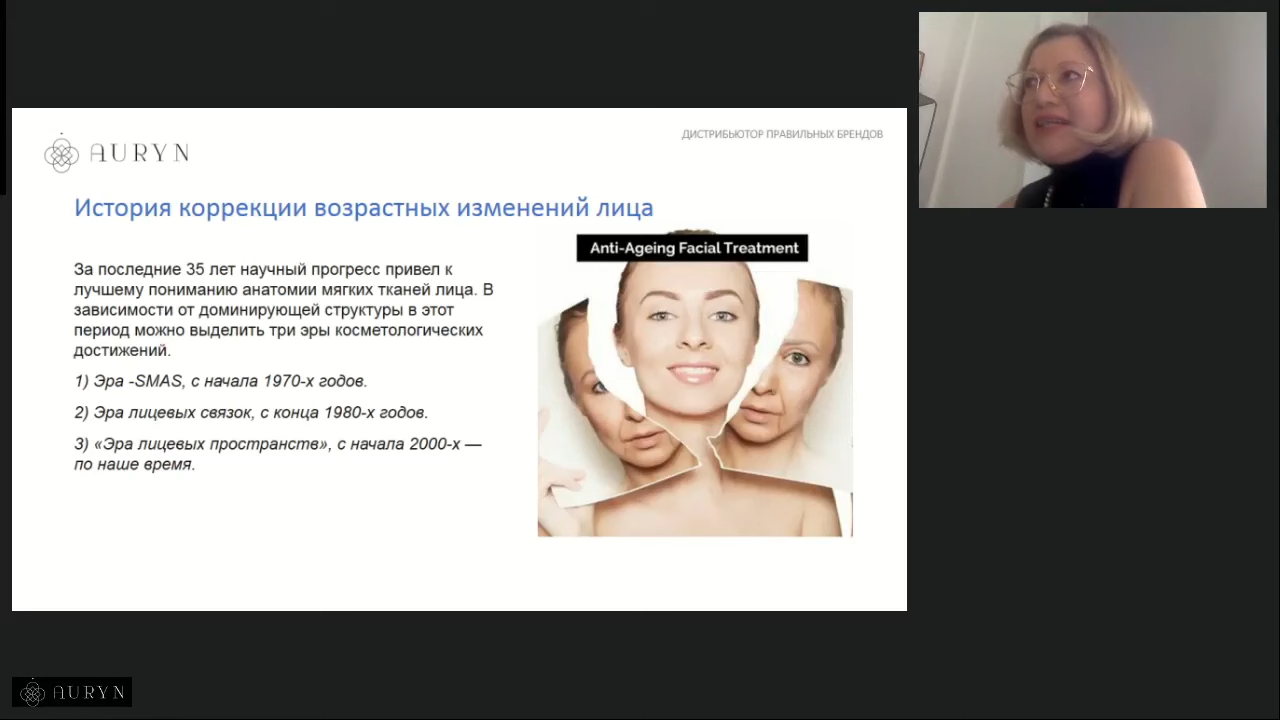 AURYN
ДИСТРИБЬЮТОР ПРАВИЛЬНЫХ БРЕНДОВ
История коррекции возрастных изменений лица
За последние 35 лет научный прогресс привел к
лучшему пониманию анатомии мягких тканей лица. В
зависимости от доминирующей структуры в этот
период можно выделить три эры косметологических
достижений.
1) Эра -SMAS, с начала 1970-х годов.
2) Эра лицевых связок, с конца 1980-х годов.
3) «Эра лицевых пространств», с начала 2000-х —
по наше время.
Anti-Ageing Facial Treatment
AURYN